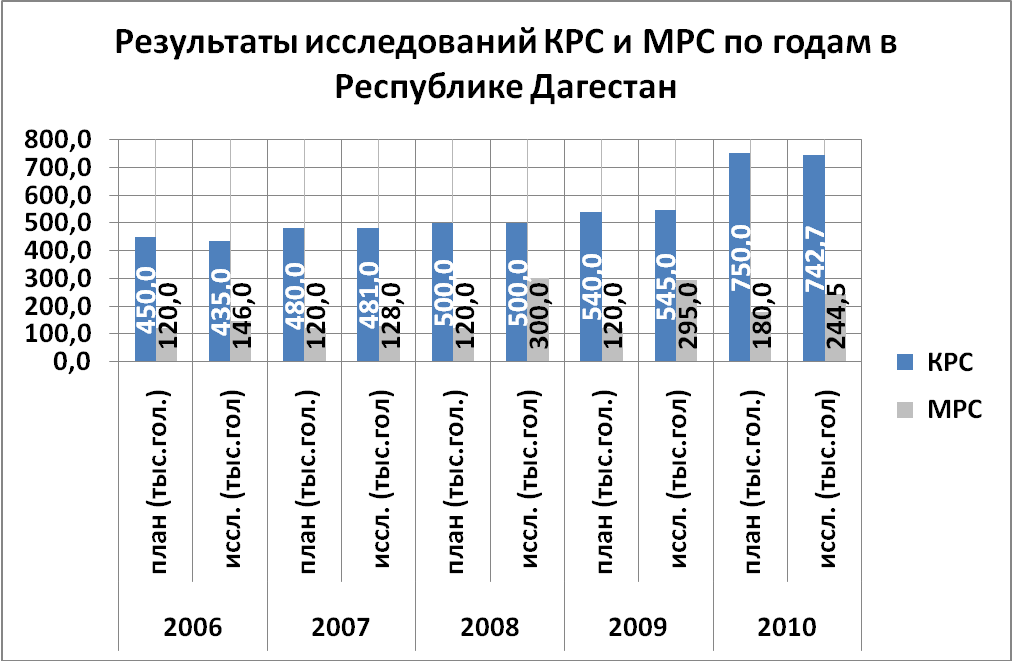 Результаты исследований КРС и МРС по годам в
Республике Дагестан
800,0
700,0
600,0
500,0
400,0
300,0
200,0
100,0
0,0
450,0
120,0
435,0
146,0
480,0
120,0
481,0
128,0
500,0
120,0
500,0
300,0
540,0
120,0
545,0
295,0
750,0
180,0
742,7
244,5
КРС
МРС
план (тыс.гол.)
иссл. (тыс.гол)
план (тыс.гол.)
иссл. (тыс.гол)
план (тыс.гол.)
иссл. (тыс.гол)
план (тыс.гол.)
иссл. (тыс.гол)
план (тыс.гол.)
иссл. (тыс.гол)
2006
2007
2008
2009
2010